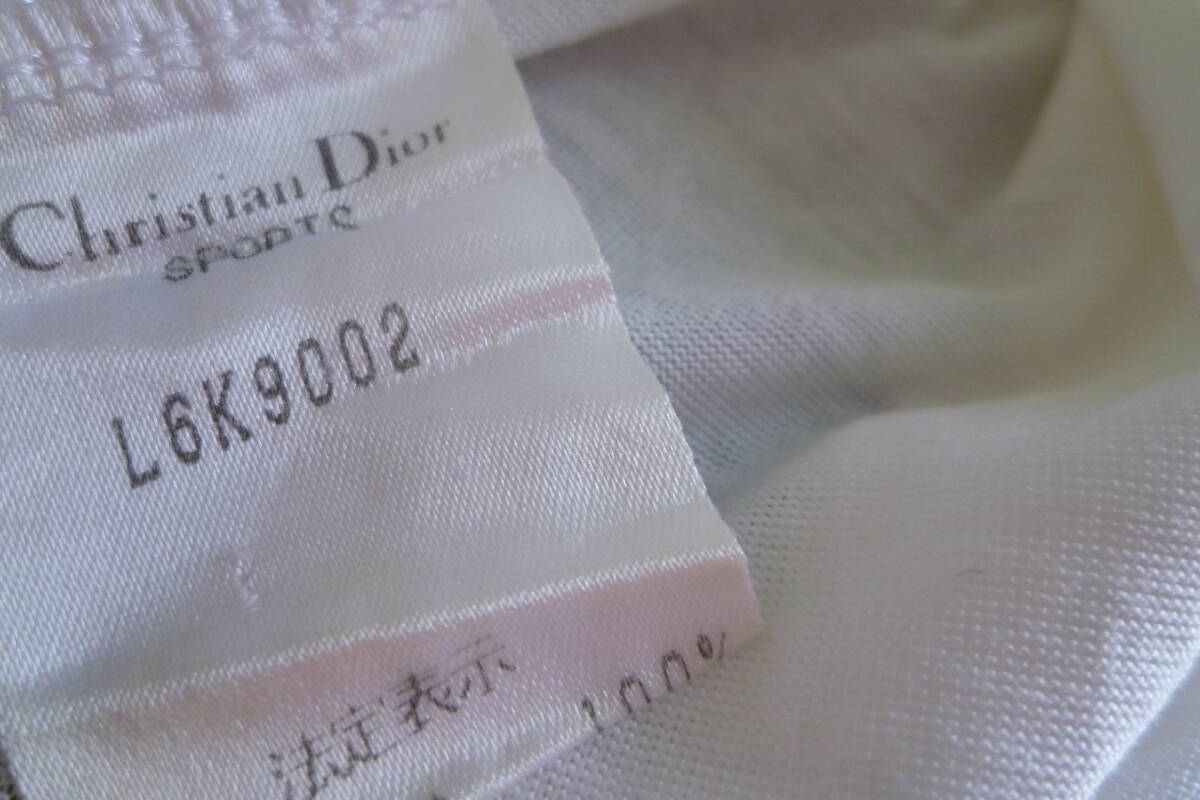 Christian Dior
SPORTS
L6K9002
法定表示 100%